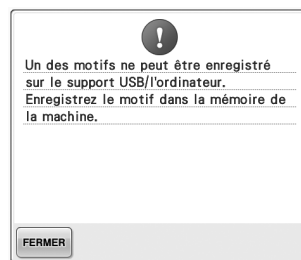 Un des motifs ne peut être enregistré
sur le support USB/l'ordinateur.
Enregistrez le motif dans la mémoire de
la machine.
FERMER